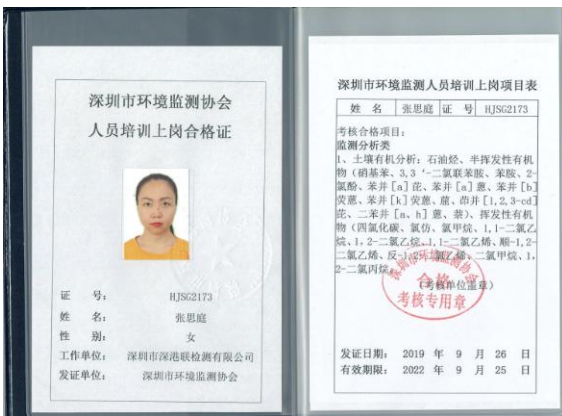 深圳市环境监测协会
人员培训上岗合格证
证 号： HJSG2173
姓 名： 张思庭
性 别： 女
工作单位： 深圳市深港联检测有限公司
发证单位： 深圳市环境监测协会
深圳市环境监测人员培训上岗项目表
姓 名 张思庭 证 号 HJSG2173
考核合格项目：
监测分析类
1、土壤有机分析：石油烃、半挥发性有机
物（硝基苯、3,3 '-二氯联苯胺、苯胺、2-
氯酚、苯并［a］芘、苯并［a］蒽、苯并［b］
荧蒽、苯并［k］荧蒽、䓛、茚并［1,2,3-cd］
芘、二苯并［a、h］蒽、萘）、挥发性有机
物（四氯化碳、氯仿、氯甲烷、1,1-二氯乙
烷、1，2-二氯乙烷、1,1-二氯乙烯、顺-1,2-
二氯乙烯、反-1,2-二氯乙烯、二氯甲烷、1,
2-二氯丙烷
深圳市环境监测协会
合格
（考核单位盖章）
考核专用章
发证日期： 2019 年 9 月 26 日
有效期限： 2022 年 9 月 25 日